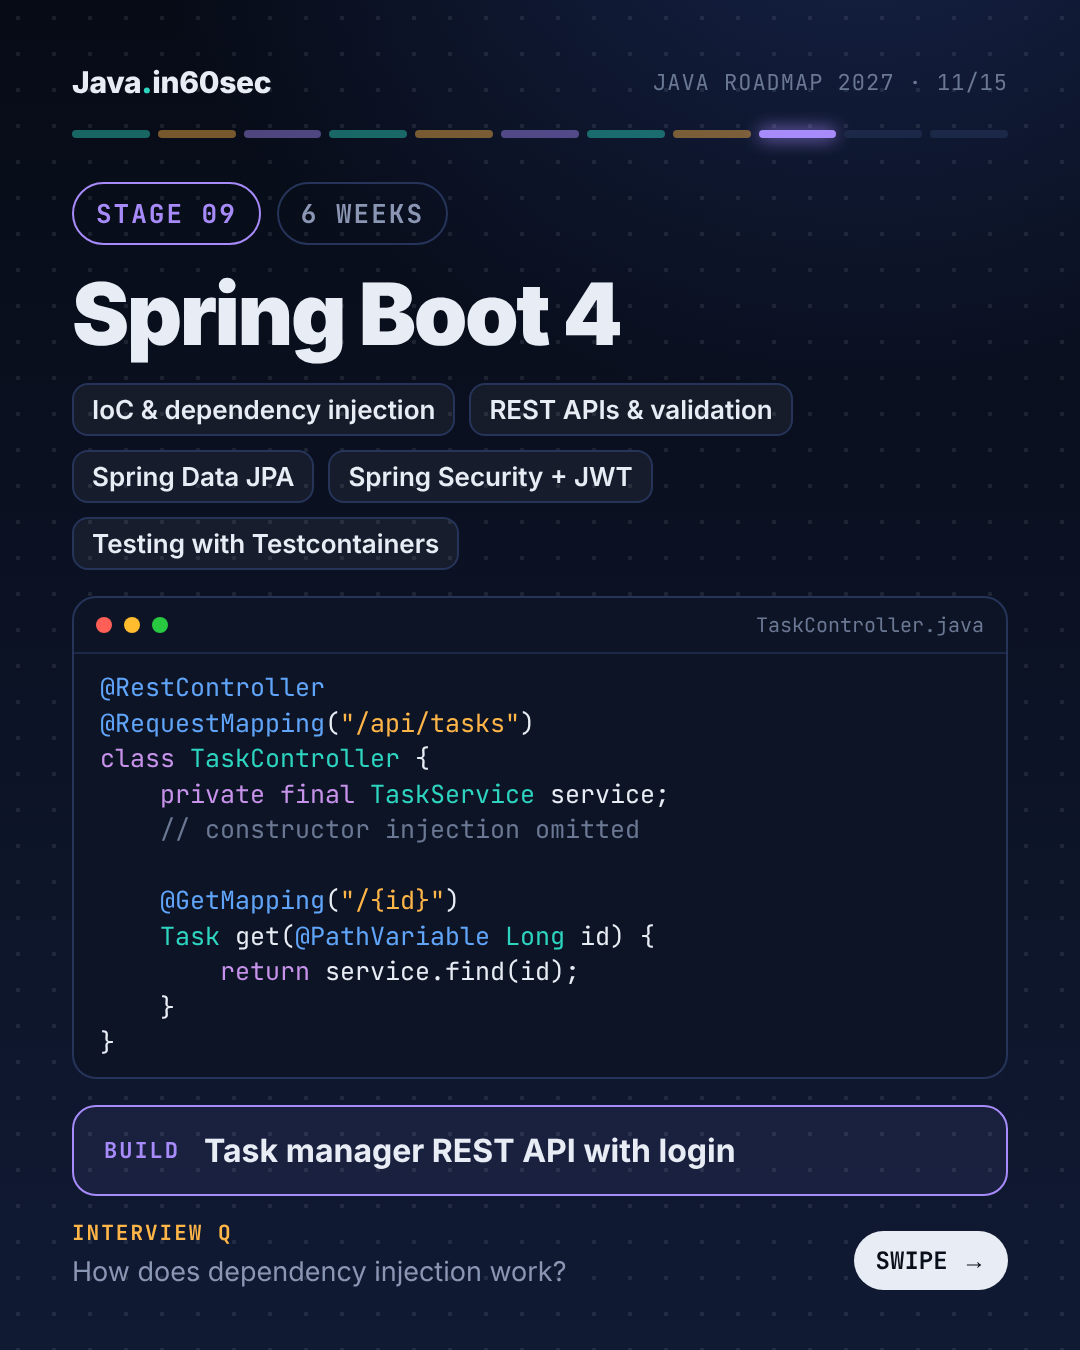 Java.in60sec
JAVA ROADMAP 2027 · 11/15
STAGE 09
6 WEEKS
Spring Boot 4
IoC & dependency injection
REST APIs & validation
Spring Data JPA
Spring Security + JWT
Testing with Testcontainers
TaskController.java
@RestController
@RequestMapping("/api/tasks")
class TaskController {
    private final TaskService service;
    // constructor injection omitted

    @GetMapping("/{id}")
    Task get(@PathVariable Long id) {
        return service.find(id);
    }
}
BUILD Task manager REST API with login
INTERVIEW Q
How does dependency injection work?
SWIPE →